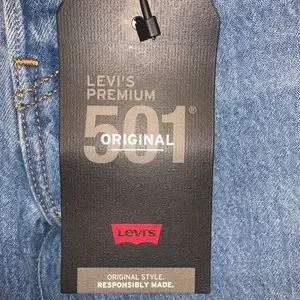 LEVI'S
PREMIUM
501®
ORIGINAL
Levi's
ORIGINAL STYLE.
RESPONSIBLY MADE.